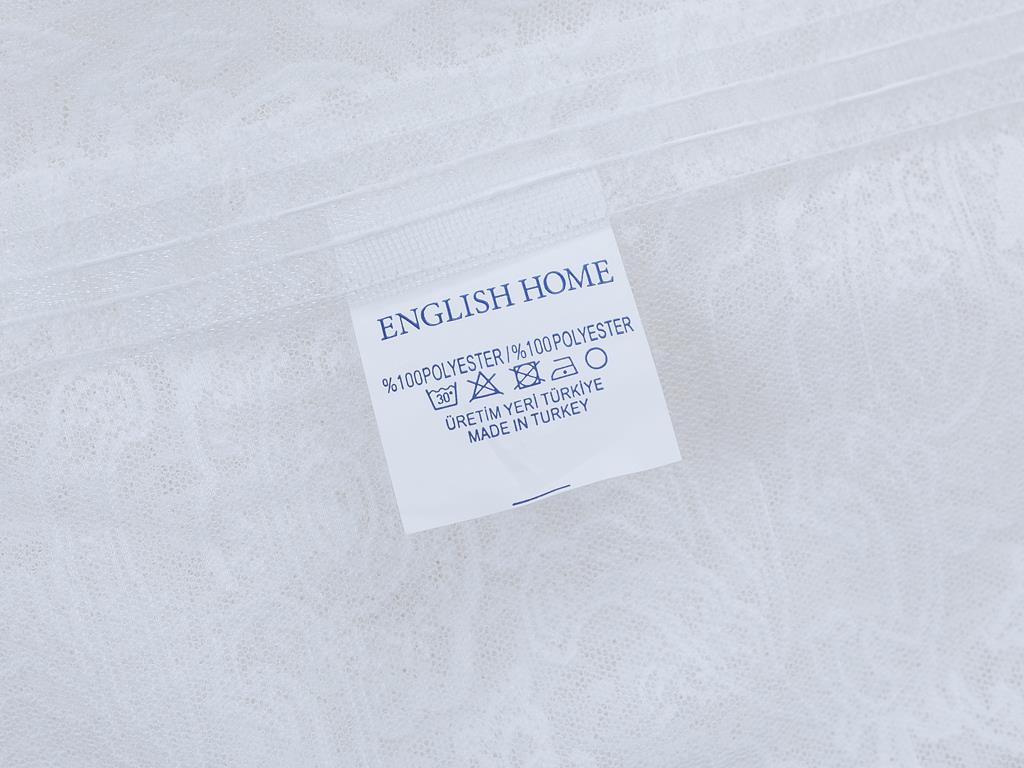 ENGLISH HOME
%100POLYESTER / %100POLYESTER
30°
ÜRETİM YERİ TÜRKİYE
MADE IN TURKEY